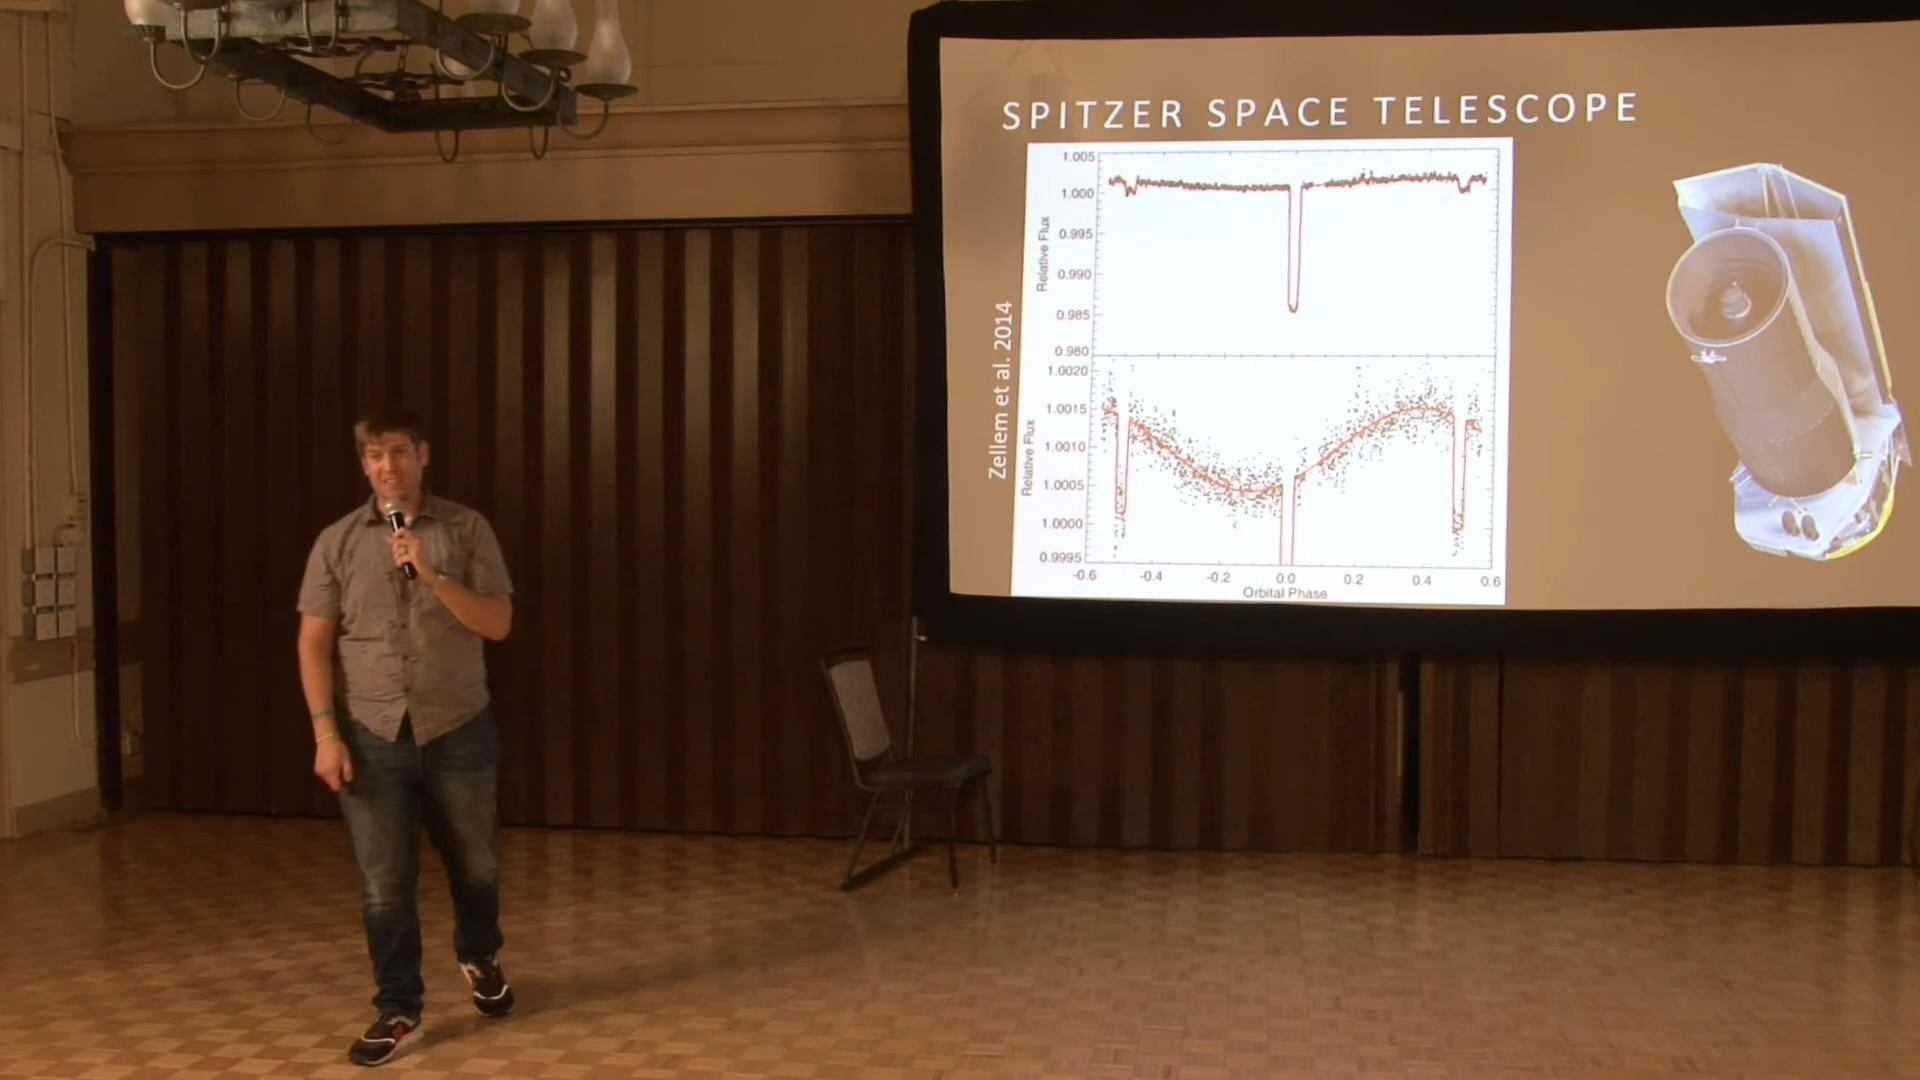 SPITZER SPACE TELESCOPE
Zellem et al. 2014
Relative Flux
1.005
1.000
0.995
0.990
0.985
0.980
Relative Flux
1.0020
1.0015
1.0010
1.0005
1.0000
0.9995
-0.6 -0.4 -0.2 0.0 0.2 0.4 0.6
Orbital Phase